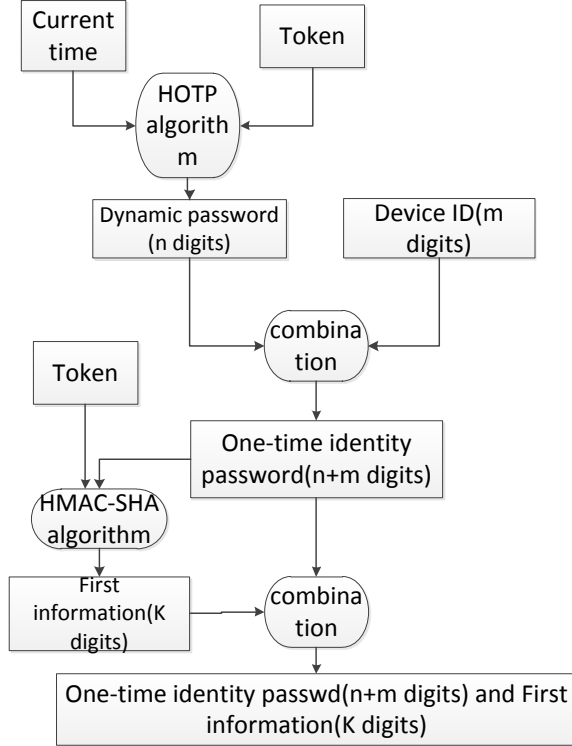 Current
time
Token
HOTP
algorith
m
Dynamic password
(n digits)
Device ID(m
digits)
combina
tion
Token
One-time identity
password(n+m digits)
HMAC-SHA
algorithm
First
information(K
digits)
combina
tion
One-time identity passwd(n+m digits) and First
information(K digits)